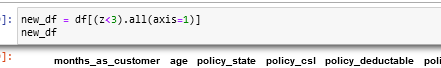 ]: new_df = df[(z<3).all(axis=1)]
new_df
]:
months_as_customer age policy_state policy_csl policy_deductable